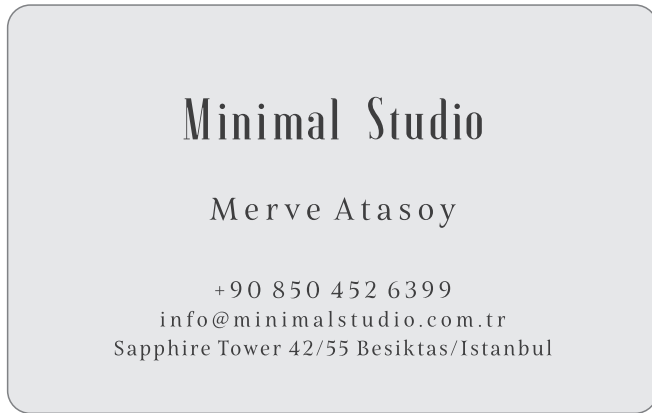 Minimal Studio
Merve Atasoy
+90 850 452 6399
info@minimalstudio.com.tr
Sapphire Tower 42/55 Besiktas/Istanbul